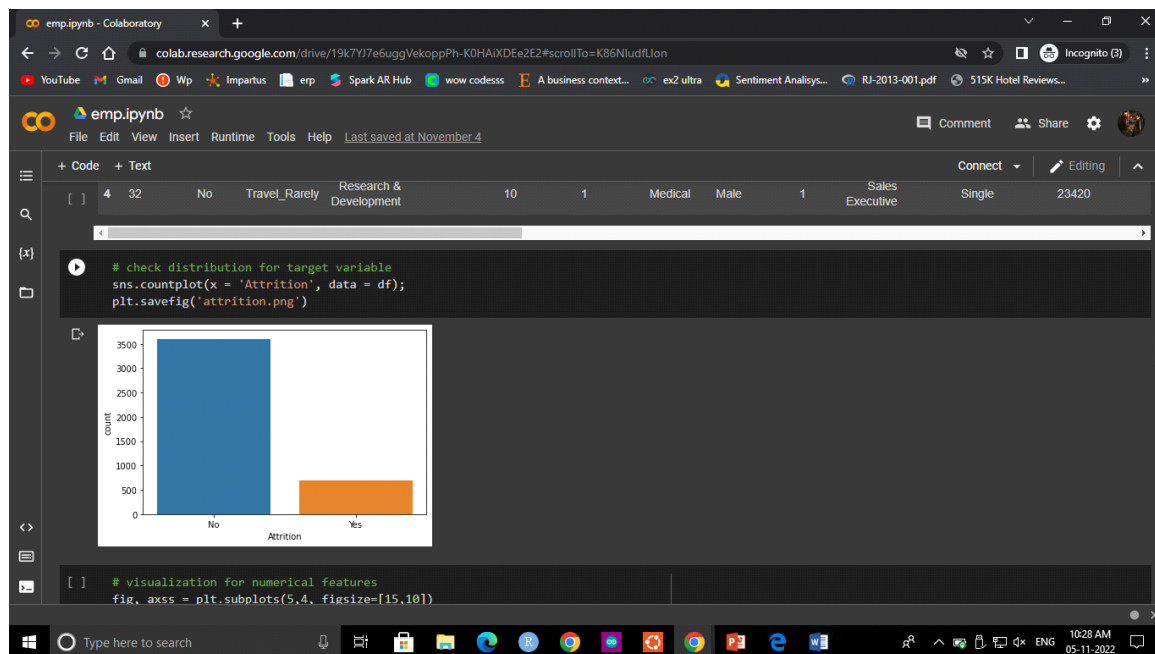 emp.ipynb - Colaboratory
colab.research.google.com/drive/19k7YJ7e6uggVekoppPh-K0HAiXDEe2E2#scrollTo=K86NIudfLIon
Incognito (3)
YouTube Gmail Wp Impartus erp Spark AR Hub wow codesss A business context... ex2 ultra Sentiment Analisys... RJ-2013-001.pdf 515K Hotel Reviews... »
emp.ipynb
File Edit View Insert Runtime Tools Help Last saved at November 4
Comment Share
+ Code + Text
Connect Editing
[ ] 4 32 No Travel_Rarely Research & Development 10 1 Medical Male 1 Sales Executive Single 23420
{x}
# check distribution for target variable
sns.countplot(x = 'Attrition', data = df);
plt.savefig('attrition.png')
3500
3000
2500
2000
1500
1000
500
0
count
No Yes
Attrition
[ ] # visualization for numerical features
fig, axss = plt.subplots(5,4, figsize=[15,10])
Type here to search
ENG
10:28 AM
05-11-2022